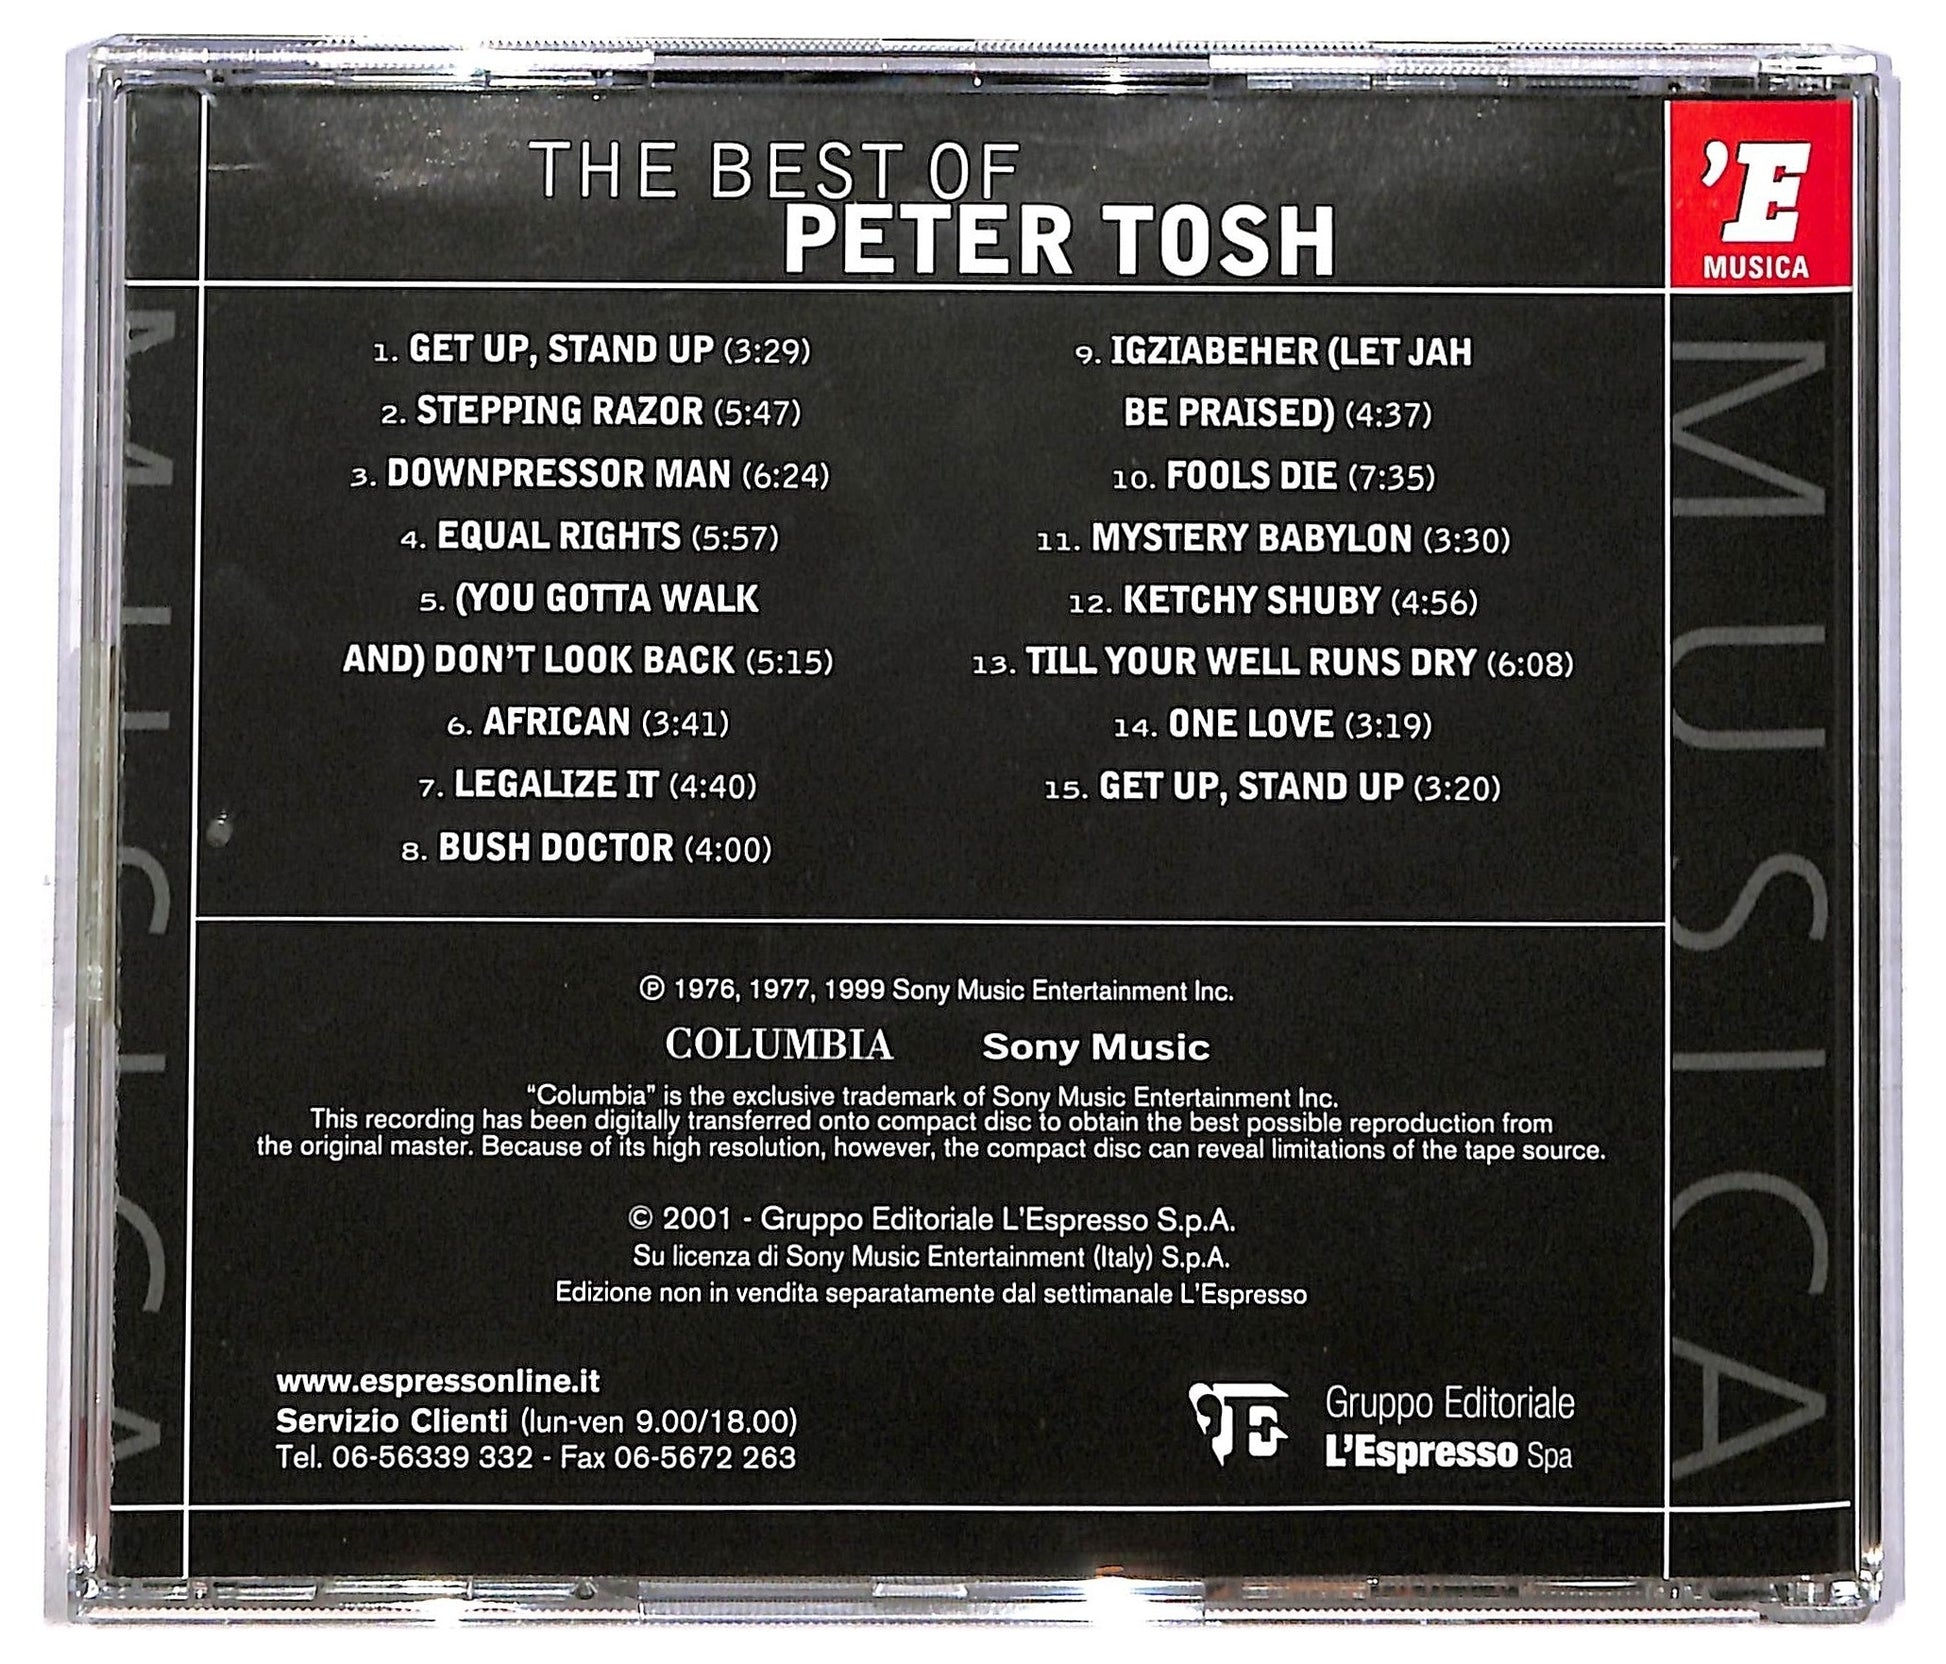 THE BEST OF
PETER TOSH
'E
MUSICA
1. GET UP, STAND UP (3:29)
2. STEPPING RAZOR (5:47)
3. DOWNPRESSOR MAN (6:24)
4. EQUAL RIGHTS (5:57)
5. (YOU GOTTA WALK
AND) DON'T LOOK BACK (5:15)
6. AFRICAN (3:41)
7. LEGALIZE IT (4:40)
8. BUSH DOCTOR (4:00)
9. IGZIABEHER (LET JAH
BE PRAISED) (4:37)
10. FOOLS DIE (7:35)
11. MYSTERY BABYLON (3:30)
12. KETCHY SHUBY (4:56)
13. TILL YOUR WELL RUNS DRY (6:08)
14. ONE LOVE (3:19)
15. GET UP, STAND UP (3:20)
MUSICA
MUSICA
℗ 1976, 1977, 1999 Sony Music Entertainment Inc.
COLUMBIA Sony Music
"Columbia" is the exclusive trademark of Sony Music Entertainment Inc.
This recording has been digitally transferred onto compact disc to obtain the best possible reproduction from
the original master. Because of its high resolution, however, the compact disc can reveal limitations of the tape source.
© 2001 - Gruppo Editoriale L'Espresso S.p.A.
Su licenza di Sony Music Entertainment (Italy) S.p.A.
Edizione non in vendita separatamente dal settimanale L'Espresso
www.espressonline.it
Servizio Clienti (lun-ven 9.00/18.00)
Tel. 06-56339 332 - Fax 06-5672 263
Gruppo Editoriale
L'Espresso Spa